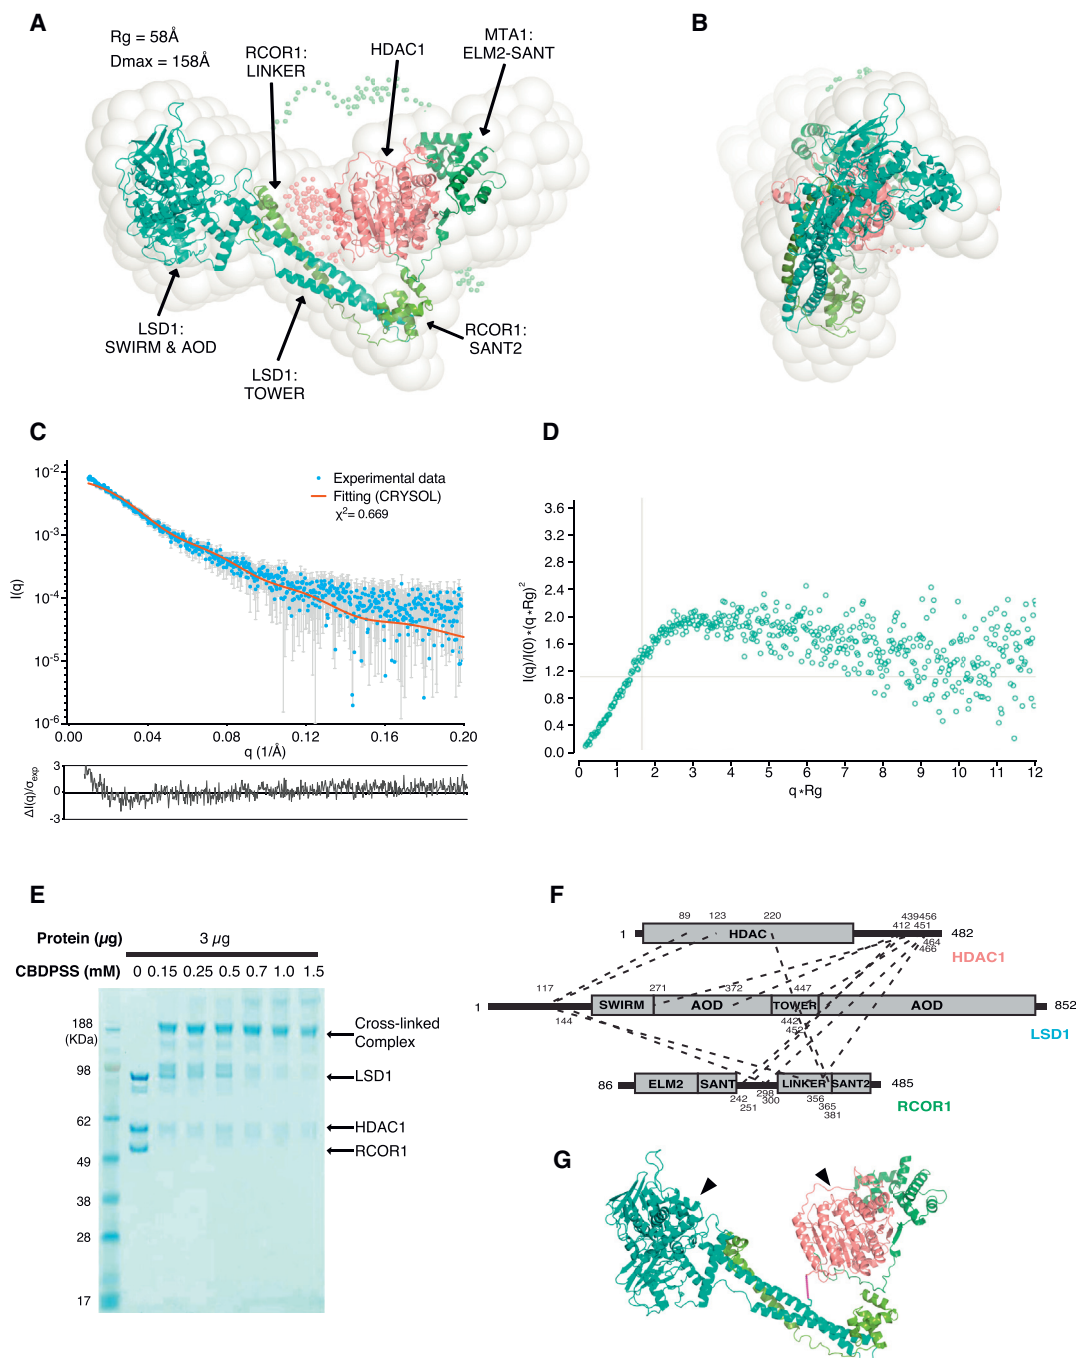 A
Rg = 58Å
Dmax = 158Å
RCOR1:
LINKER
HDAC1
MTA1:
ELM2-SANT
LSD1:
SWIRM & AOD
LSD1:
TOWER
RCOR1:
SANT2
B
C
I(q)
10-2
10-3
10-4
10-5
10-6
Experimental data
Fitting (CRYSOL)
χ2= 0.669
0.00 0.04 0.08 0.12 0.16 0.20
q (1/Å)
ΔI(q)/σexp
3
0
-3
D
I(q)/I(0)*(q*Rg)2
3.6
3.2
2.8
2.4
2.0
1.6
1.2
0.8
0.4
0.0
0 1 2 3 4 5 6 7 8 9 10 11 12
q*Rg
E
Protein (µg) 3 µg
CBDPSS (mM) 0 0.15 0.25 0.5 0.7 1.0 1.5
188
(KDa)
98
62
49
38
28
17
Cross-linked
Complex
LSD1
HDAC1
RCOR1
F
89 123 220 439 456
412 451
1 HDAC 482
464
466
HDAC1
117 271 372 447
1 SWIRM AOD TOWER AOD 852
144 442
452
LSD1
86 ELM2 SANT LINKER SANT2 485
242 298 356
251 300 365
381
RCOR1
G